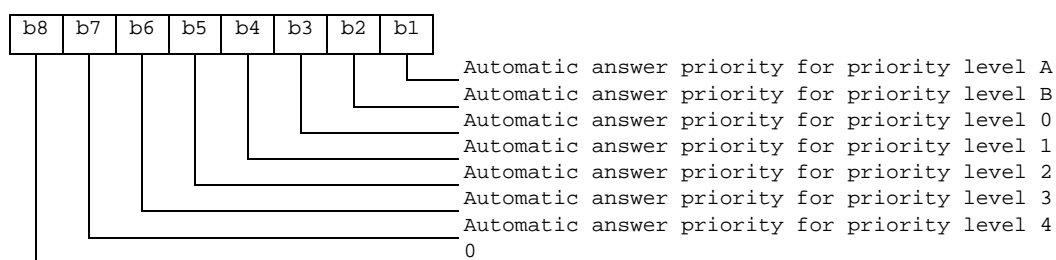 b8 b7 b6 b5 b4 b3 b2 b1
Automatic answer priority for priority level A
Automatic answer priority for priority level B
Automatic answer priority for priority level 0
Automatic answer priority for priority level 1
Automatic answer priority for priority level 2
Automatic answer priority for priority level 3
Automatic answer priority for priority level 4
0